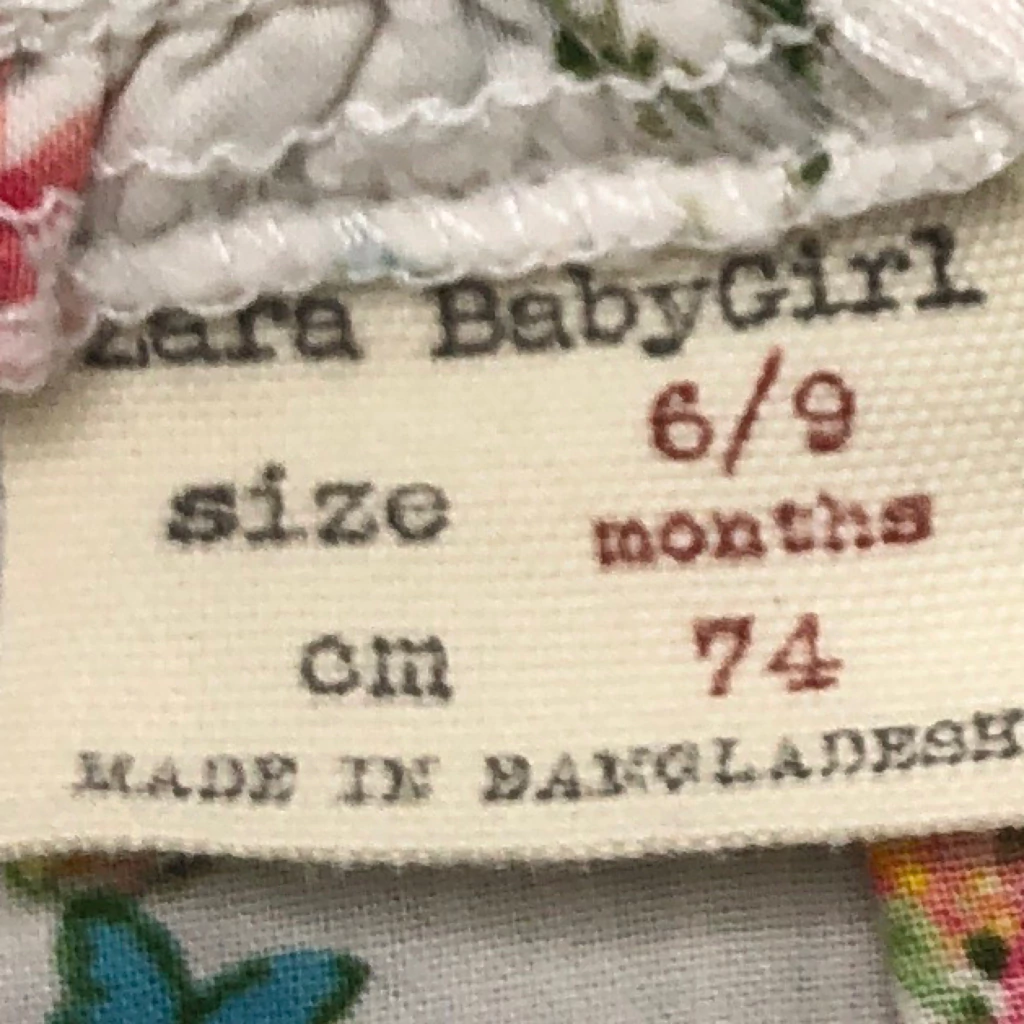 Zara BabyGirl
size 6/9
months
cm 74
MADE IN BANGLADESH